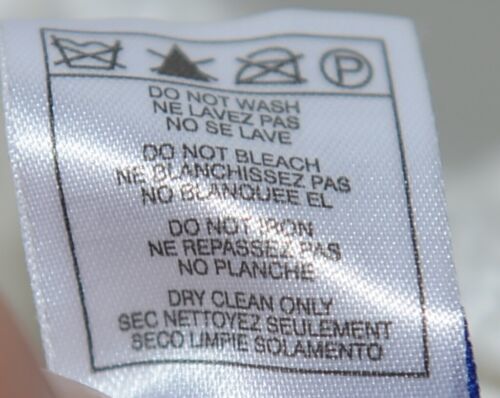 P
DO NOT WASH
NE LAVEZ PAS
NO SE LAVE
DO NOT BLEACH
NE BLANCHISSEZ PAS
NO BLANQUEE EL
DO NOT IRON
NE REPASSEZ PAS
NO PLANCHE
DRY CLEAN ONLY
SEC NETTOYEZ SEULEMENT
SECO LIMPIE SOLAMENTO